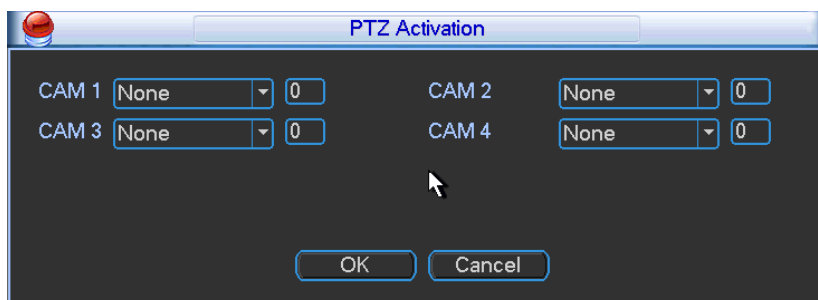 PTZ Activation
CAM 1 None 0 CAM 2 None 0
CAM 3 None 0 CAM 4 None 0
OK Cancel